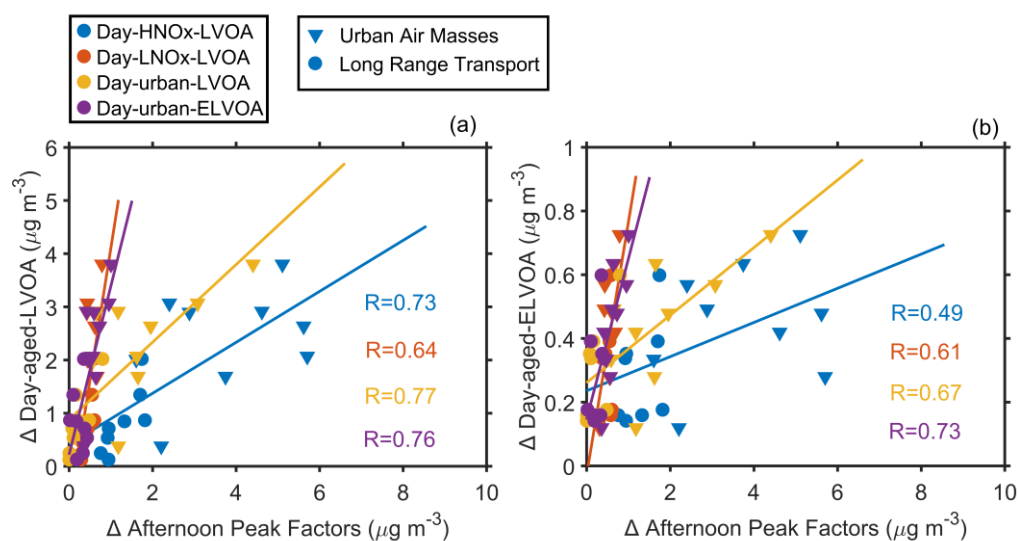 Day-HNOx-LVOA
Day-LNOx-LVOA
Day-urban-LVOA
Day-urban-ELVOA
Urban Air Masses
Long Range Transport
(a)
Δ Day-aged-LVOA (μg m⁻³)
6
5
4
3
2
1
0
R=0.73
R=0.64
R=0.77
R=0.76
0 2 4 6 8 10
Δ Afternoon Peak Factors (μg m⁻³)
(b)
Δ Day-aged-ELVOA (μg m⁻³)
1
0.8
0.6
0.4
0.2
0
R=0.49
R=0.61
R=0.67
R=0.73
0 2 4 6 8 10
Δ Afternoon Peak Factors (μg m⁻³)